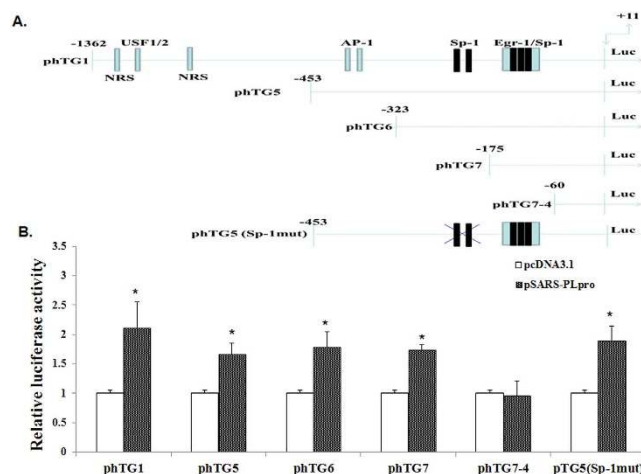 A.
+11
-1362
USF1/2
AP-1
Sp-1
Egr-1/Sp-1
phTG1
NRS
NRS
Luc
-453
phTG5
Luc
-323
phTG6
Luc
-175
phTG7
Luc
-60
phTG7-4
Luc
B.
-453
phTG5 (Sp-1mut)
Luc
Relative luciferase activity
3.5
3
2.5
2
1.5
1
0.5
0
pcDNA3.1
pSARS-PLpro
*
*
*
*
*
phTG1
phTG5
phTG6
phTG7
phTG7-4
pTG5(Sp-1mut)